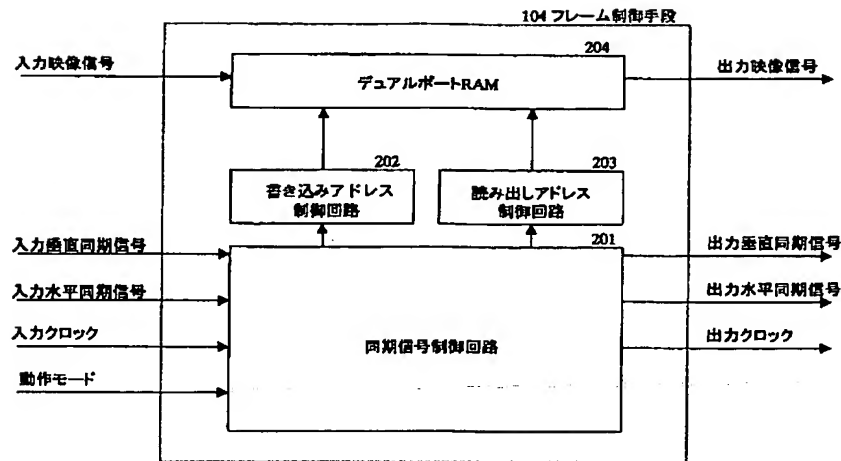 104 フレーム制御手段
入力映像信号
204
デュアルポートRAM
出力映像信号
202
書き込みアドレス
制御回路
203
読み出しアドレス
制御回路
入力垂直同期信号
201
出力垂直同期信号
入力水平同期信号
出力水平同期信号
入力クロック
同期信号制御回路
出力クロック
動作モード